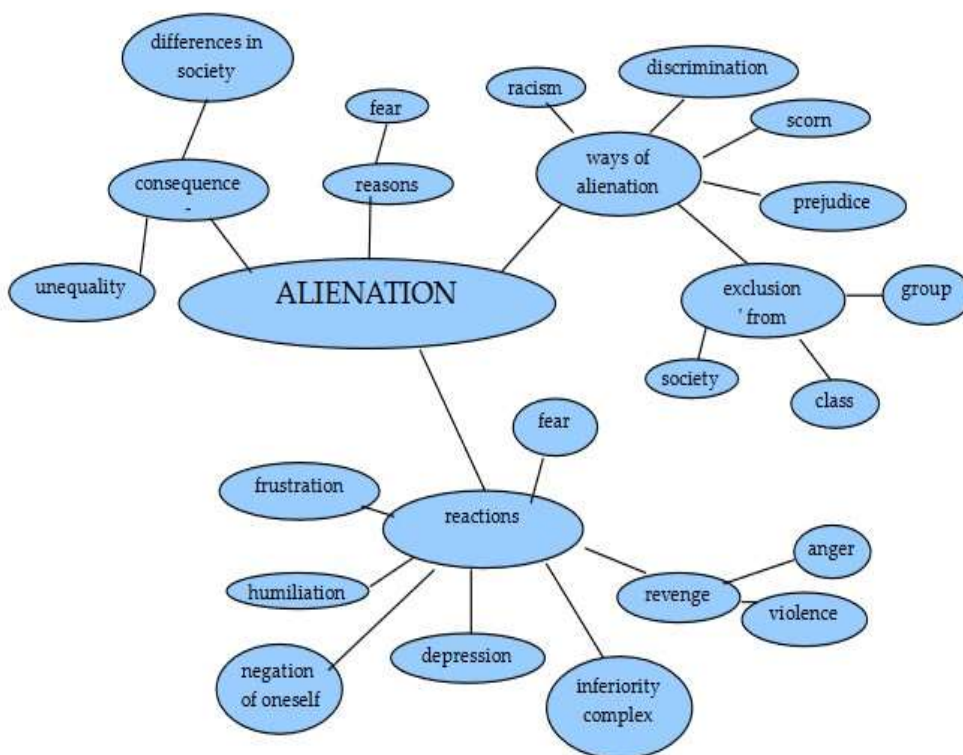 differences in
society
fear
racism
discrimination
scorn
consequence
-
reasons
ways of
alienation
prejudice
unequality
ALIENATION
exclusion
' from
group
society
class
fear
frustration
reactions
anger
humiliation
revenge
violence
negation
of oneself
depression
inferiority
complex